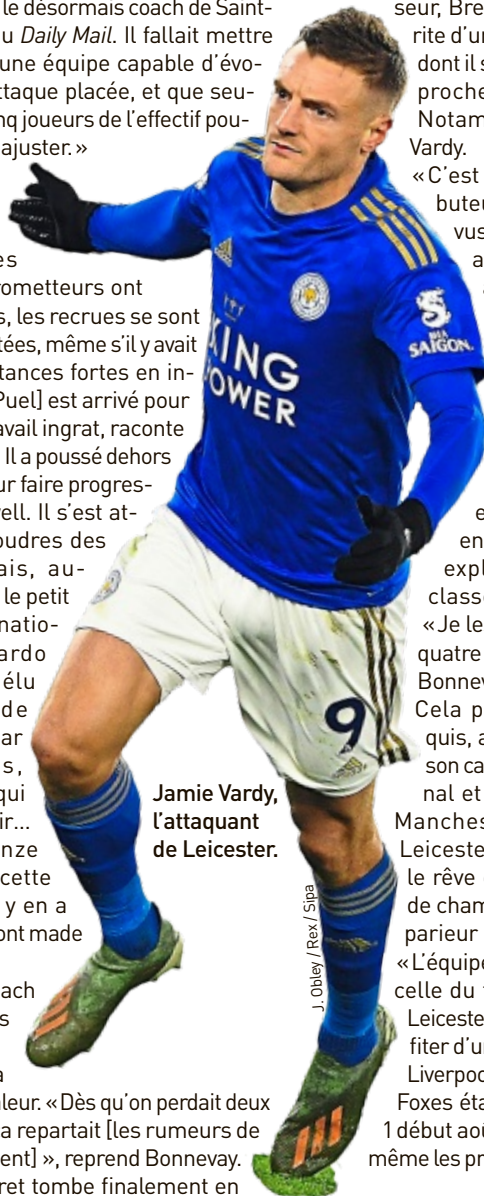 le désormais coach de Saint-
u Daily Mail. Il fallait mettre
une équipe capable d'évo-
ttaque placée, et que seu-
nq joueurs de l'effectif pou-
ajuster. »
es
rometteurs ont
s, les recrues se sont
tées, même s'il y avait
tances fortes en in-
Puel] est arrivé pour
avail ingrat, raconte
Il a poussé dehors
ur faire progres-
ell. Il s'est at-
oudres des
ais, au-
le petit
natio-
ardo
élu
de
ar
s,
qui
ir...
nze
cette
y en a
ont made
ach
s
a
leur. « Dès qu'on perdait deux
a repartait [les rumeurs de
ent] », reprend Bonnevay.
ret tombe finalement en
KING
POWER
BIA
SAIGON.
9
Jamie Vardy,
l'attaquant
de Leicester.
J. Obley / Rex / Sipa
seur, Bre
rite d'un
dont il s
proche
Notam
Vardy.
« C'est
buteu
vus
a
e
en
expl
classe
« Je le
quatre
Bonnev
Cela p
quis, a
son ca
nal et
Manches
Leiceste
le rêve
de cham
parieur
« L'équipe
celle du
Leiceste
fiter d'un
Liverpoo
Foxes éta
1 début aoû
même les pr